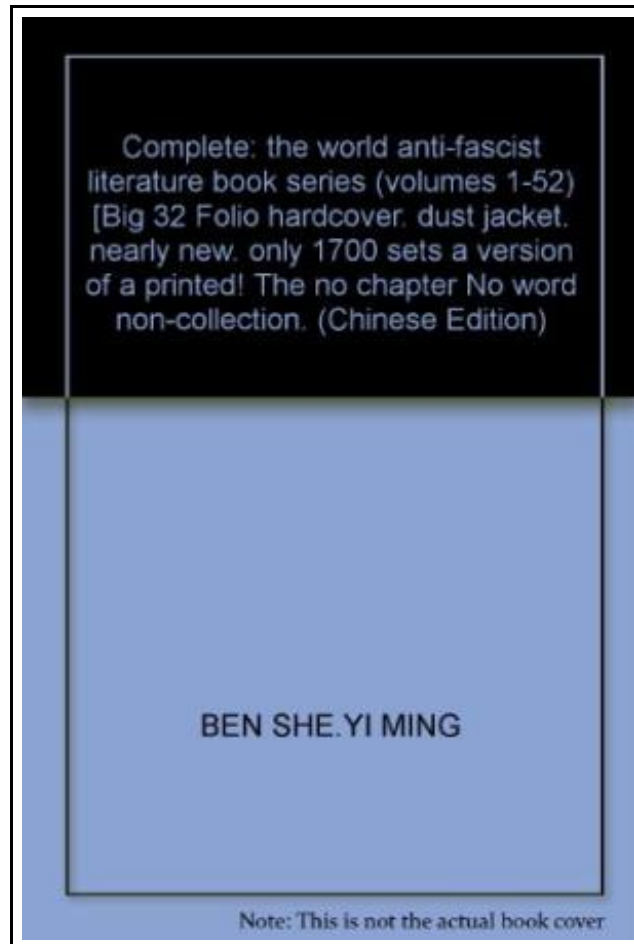 Complete: the world anti-fascist
literature book series (volumes 1-52)
[Big 32 Folio hardcover. dust jacket.
nearly new. only 1700 sets a version
of a printed! The no chapter No word
non-collection. (Chinese Edition)
BEN SHE.YI MING
Note: This is not the actual book cover